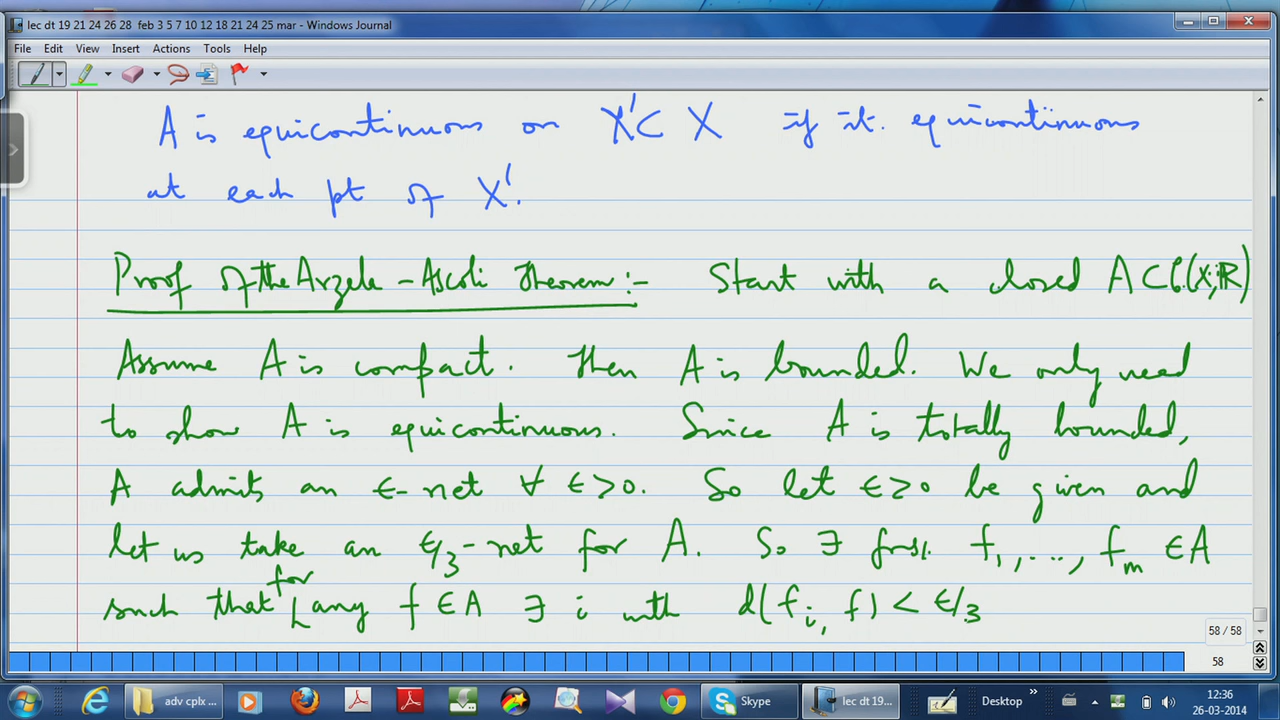 lec dt 19 21 24 26 28 feb 3 5 7 10 12 18 21 24 25 mar - Windows Journal
File Edit View Insert Actions Tools Help
A is equicontinuous on X' ⊂ X if it. equicontinuous
at each pt of X'.
Proof of the Arzele - Ascoli Theorem :- Start with a closed A ⊂ C(X, ℝ)
Assume A is compact. Then A is bounded. We only need
to show A is equicontinuous. Since A is totally bounded,
A admits an ε-net ∀ ε>0. So let ε>0 be given and
let us take an ε/3-net for A. So ∃ fns. f₁, ..., fₘ ∈ A
such that for any f ∈ A ∃ i with d(fᵢ, f) < ε/3
58 / 58
58
adv cplx ...
Skype
lec dt 19...
Desktop
12:36
26-03-2014